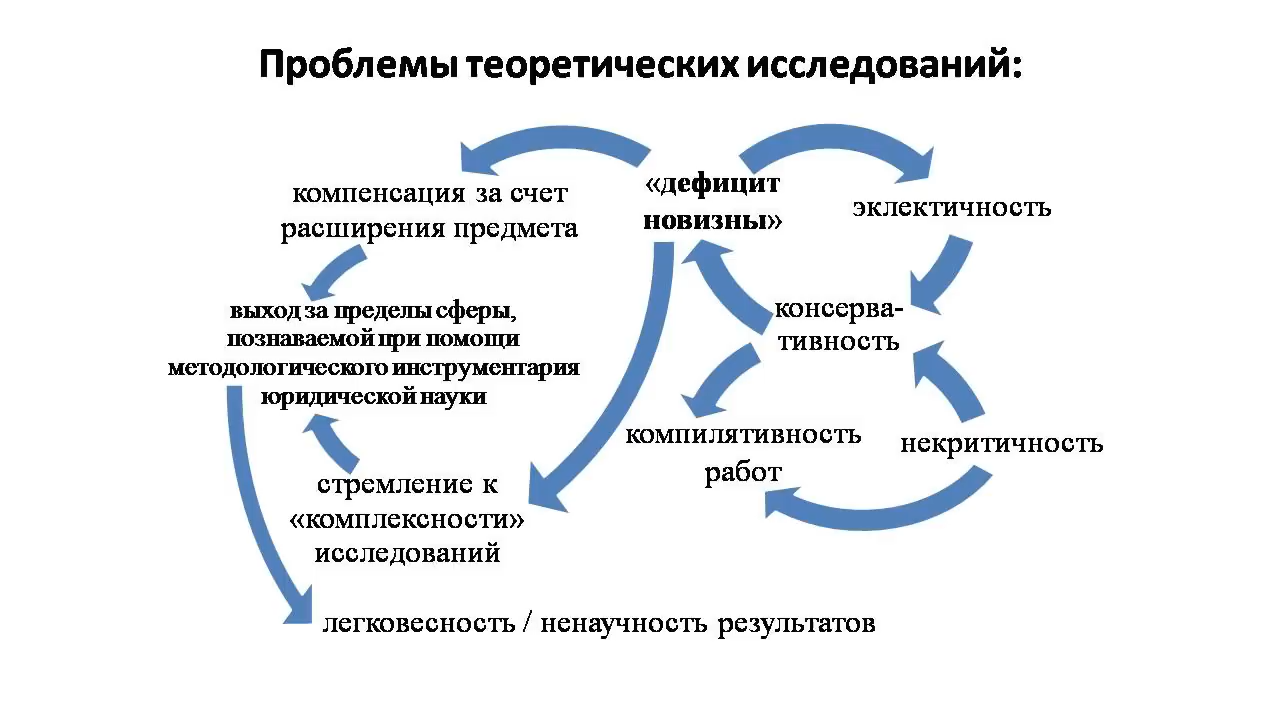 Проблемы теоретических исследований:
компенсация за счет
расширения предмета
«дефицит
новизны»
эклектичность
выход за пределы сферы,
познаваемой при помощи
методологического инструментария
юридической науки
консерва-
тивность
компилятивность
работ
некритичность
стремление к
«комплексности»
исследований
легковесность / ненаучность результатов